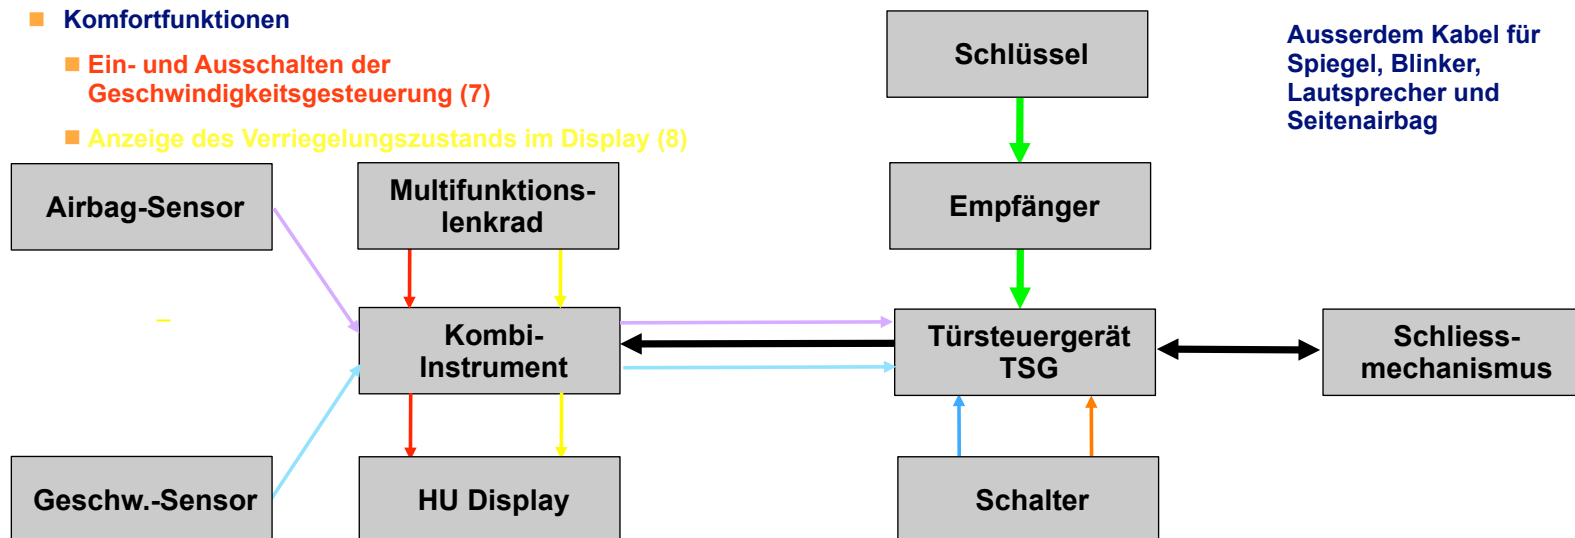 Komfortfunktionen
Ein- und Ausschalten der
Geschwindigkeitsgesteuerung (7)
Anzeige des Verriegelungszustands im Display (8)
Schlüssel
Ausserdem Kabel für
Spiegel, Blinker,
Lautsprecher und
Seitenairbag
Airbag-Sensor
Multifunktions-
lenkrad
Empfänger
Kombi-
Instrument
Türsteuergerät
TSG
Schliess-
mechanismus
Geschw.-Sensor
HU Display
Schalter